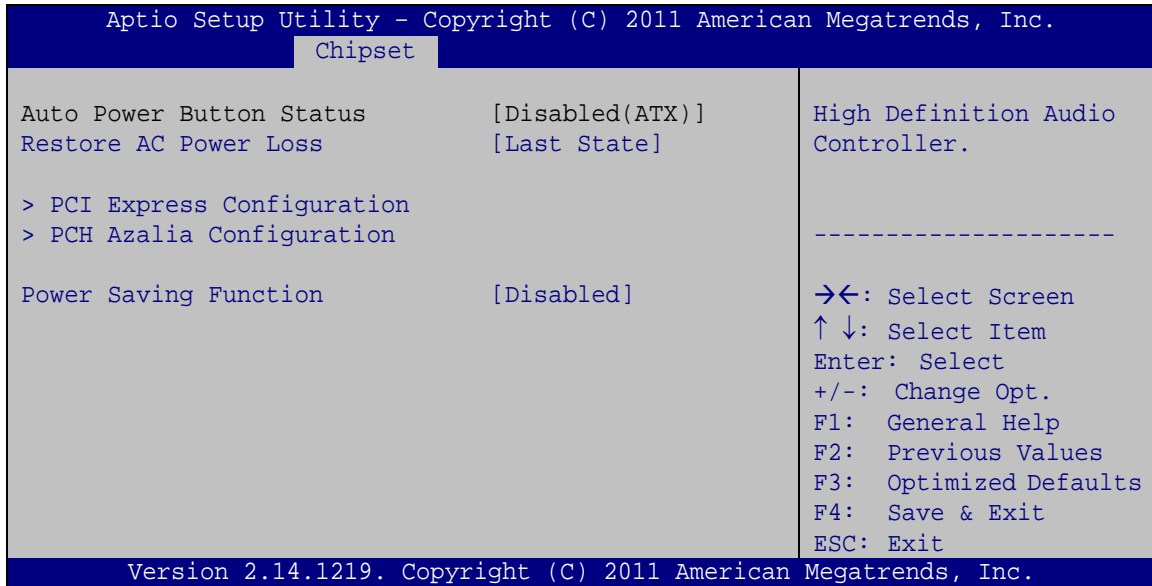 Aptio Setup Utility – Copyright (C) 2011 American Megatrends, Inc.
Chipset
Auto Power Button Status [Disabled(ATX)]
Restore AC Power Loss [Last State]
> PCI Express Configuration
> PCH Azalia Configuration
Power Saving Function [Disabled]
High Definition Audio
Controller.
---------------------
→←: Select Screen
↑ ↓: Select Item
Enter: Select
+/-: Change Opt.
F1: General Help
F2: Previous Values
F3: Optimized Defaults
F4: Save & Exit
ESC: Exit
Version 2.14.1219. Copyright (C) 2011 American Megatrends, Inc.